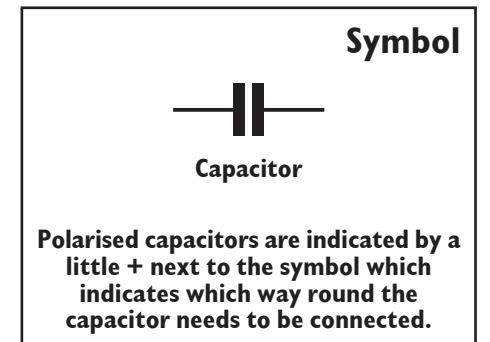 Symbol
Capacitor
Polarised capacitors are indicated by a
little + next to the symbol which
indicates which way round the
capacitor needs to be connected.